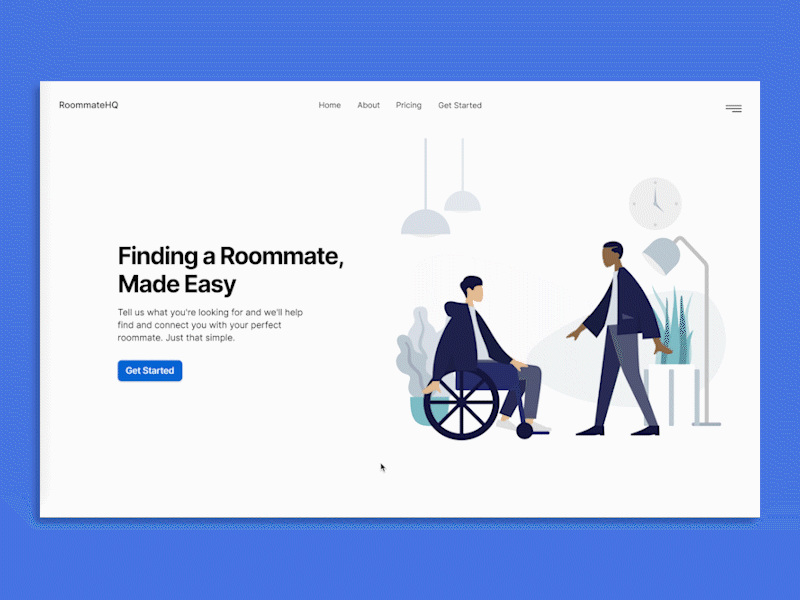 RoommateHQ
Home About Pricing Get Started
Finding a Roommate,
Made Easy
Tell us what you're looking for and we'll help
find and connect you with your perfect
roommate. Just that simple.
Get Started